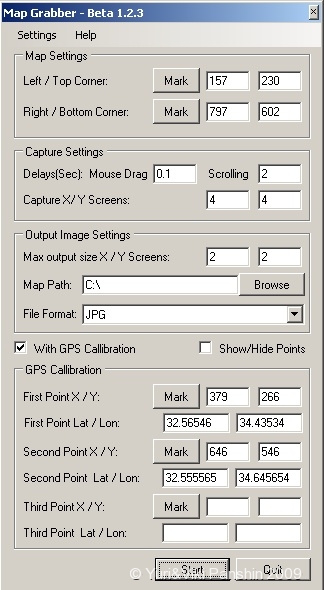 Map Grabber - Beta 1.2.3
Settings Help
Map Settings
Left / Top Corner: Mark 157 230
Right / Bottom Corner: Mark 797 602
Capture Settings
Delays(Sec): Mouse Drag 0.1 Scrolling 2
Capture X/ Y Screens: 4 4
Output Image Settings
Max output size X / Y Screens: 2 2
Map Path: C:\ Browse
File Format: JPG
With GPS Callibration Show/Hide Points
GPS Callibration
First Point X / Y: Mark 379 266
First Point Lat / Lon: 32.56546 34.43534
Second Point X / Y: Mark 646 546
Second Point Lat / Lon: 32.555565 34.645654
Third Point X / Y: Mark
Third Point Lat / Lon:
Start Quit
© 2009